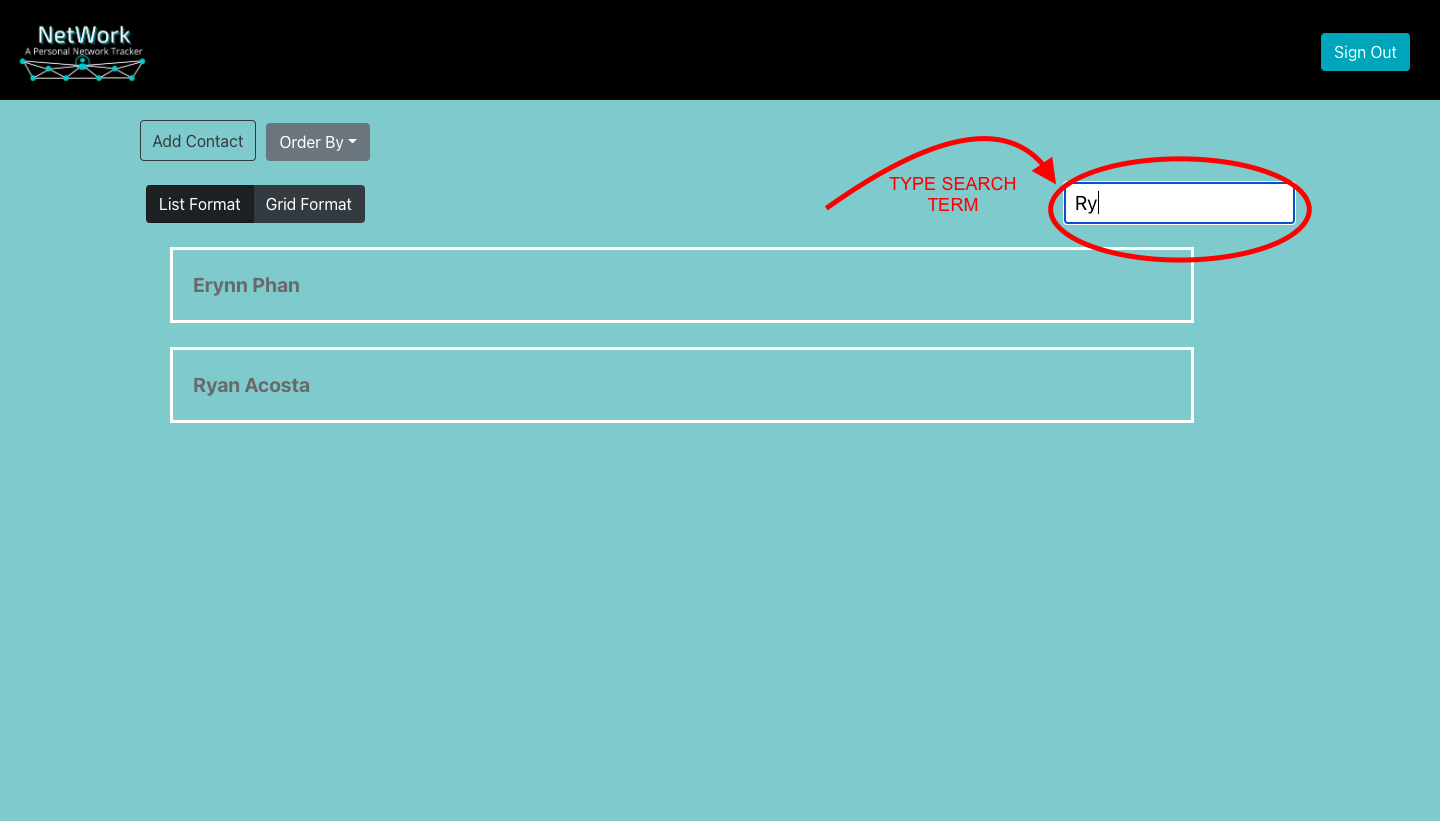 NetWork
A Personal Network Tracker
Sign Out
Add Contact
Order By
List Format
Grid Format
TYPE SEARCH
TERM
Ry
Erynn Phan
Ryan Acosta